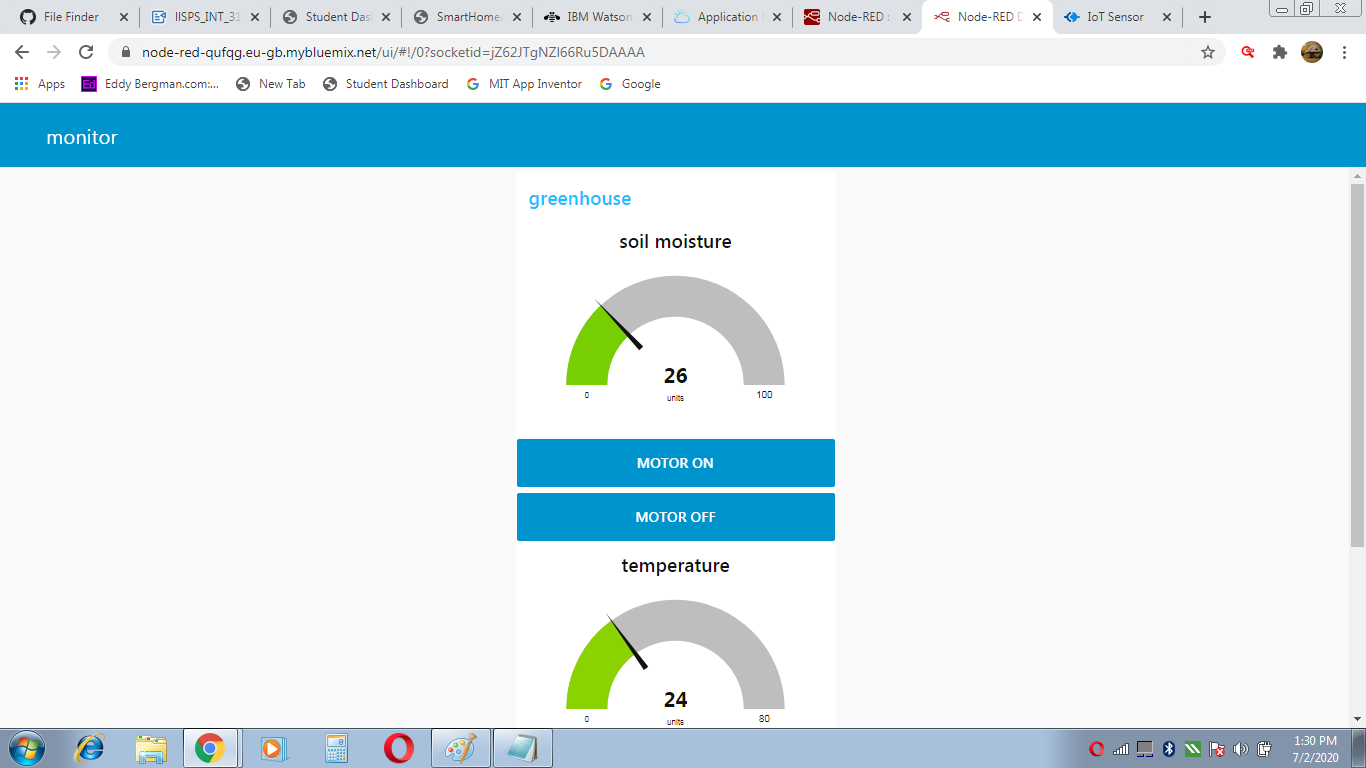 File Finder
IISPS_INT_31
Student Das
SmartHomeA
IBM Watson
Application
Node-RED
Node-RED D
IoT Sensor
node-red-qufqg.eu-gb.mybluemix.net/ui/#!/0?socketid=jZ62JTgNZI66Ru5DAAAA
Apps
Eddy Bergman.com:...
New Tab
Student Dashboard
MIT App Inventor
Google
monitor
greenhouse
soil moisture
26
0
units
100
MOTOR ON
MOTOR OFF
temperature
24
0
units
80
1:30 PM
7/2/2020